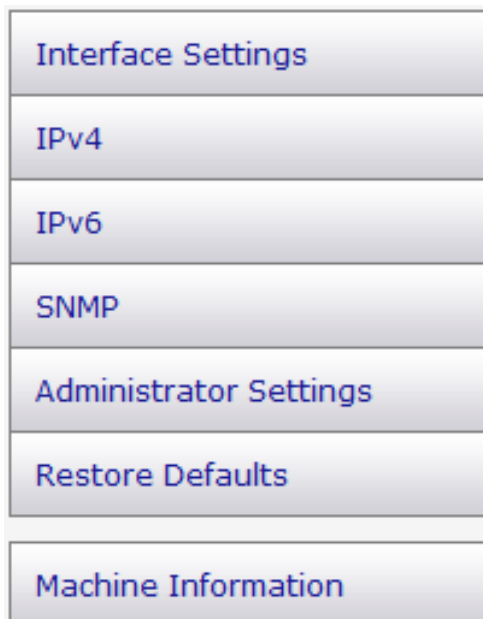 Interface Settings
IPv4
IPv6
SNMP
Administrator Settings
Restore Defaults
Machine Information